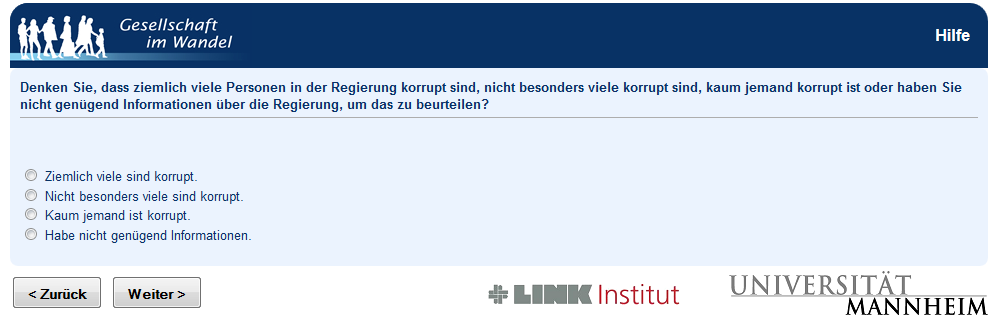 Gesellschaft
im Wandel
Hilfe
Denken Sie, dass ziemlich viele Personen in der Regierung korrupt sind, nicht besonders viele korrupt sind, kaum jemand korrupt ist oder haben Sie
nicht genügend Informationen über die Regierung, um das zu beurteilen?
Ziemlich viele sind korrupt.
Nicht besonders viele sind korrupt.
Kaum jemand ist korrupt.
Habe nicht genügend Informationen.
< Zurück
Weiter >
LINK Institut
UNIVERSITÄT
MANNHEIM